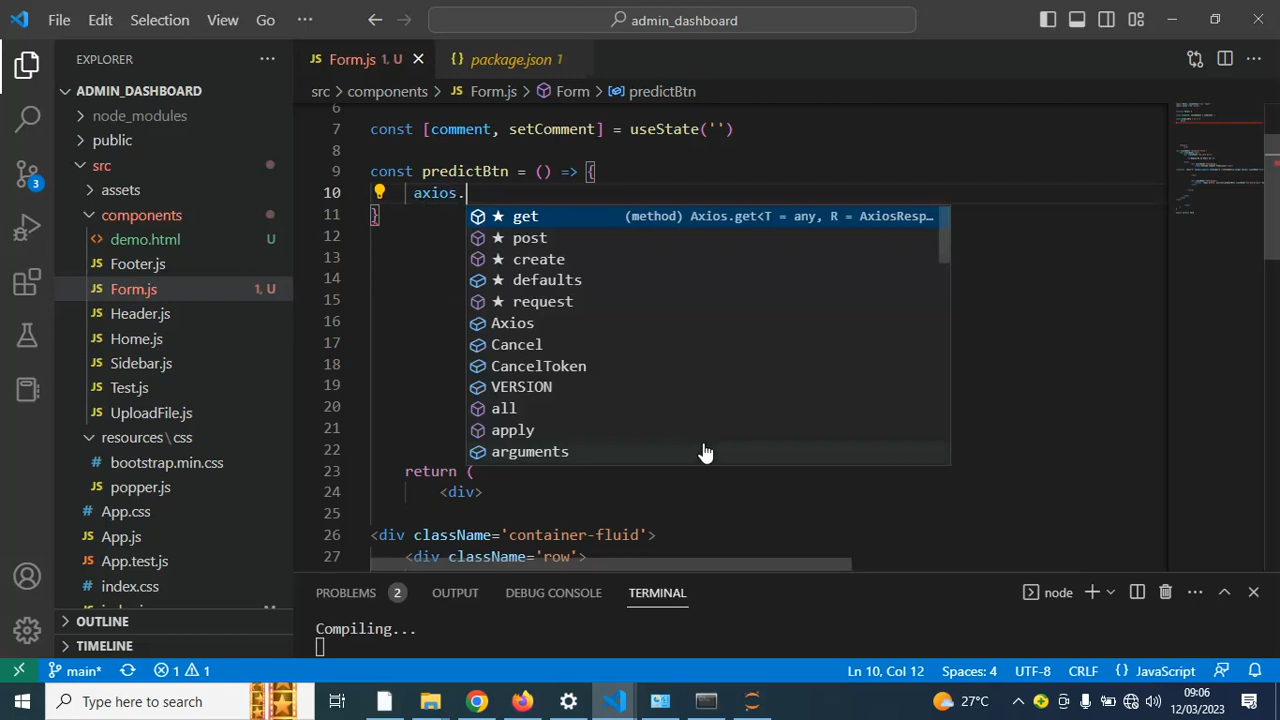 File Edit Selection View Go ··· admin_dashboard
EXPLORER ···
ADMIN_DASHBOARD
node_modules
public
src
assets
components
demo.html U
Footer.js
Form.js 1, U
Header.js
Home.js
Sidebar.js
Test.js
UploadFile.js
resources\css
bootstrap.min.css
popper.js
App.css
App.js
App.test.js
index.css
OUTLINE
TIMELINE
3
JS Form.js 1, U {} package.json 1
src > components > JS Form.js > Form > predictBtn
6
7 const [comment, setComment] = useState('')
8
9 const predictBtn = () => {
10 axios.
11 }
12
13
14
15
16
17
18
19
20
21
22
23 return (
24 <div>
25
26 <div className='container-fluid'>
27 <div className='row'>
★ get (method) Axios.get<T = any, R = AxiosResp…
★ post
★ create
★ defaults
★ request
Axios
Cancel
CancelToken
VERSION
all
apply
arguments
PROBLEMS 2 OUTPUT DEBUG CONSOLE TERMINAL node
Compiling...
main* 1 1 Ln 10, Col 12 Spaces: 4 UTF-8 CRLF {} JavaScript
Type here to search 27°C 09:06
12/03/2023